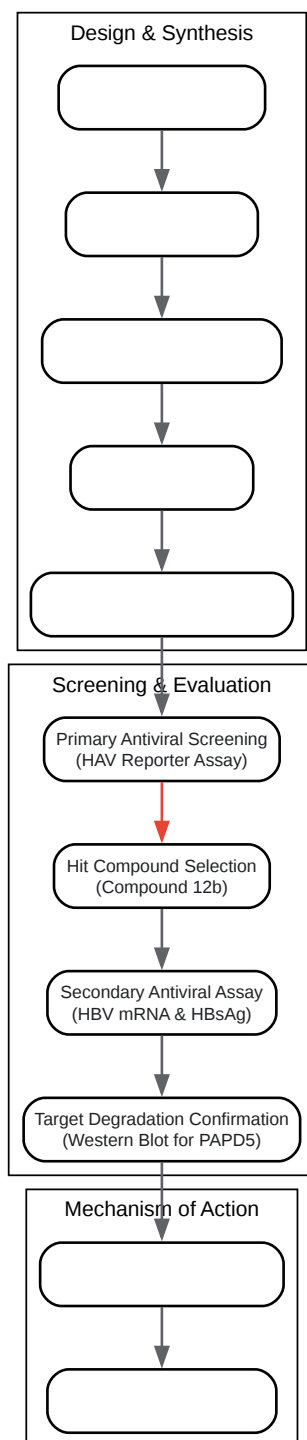 Design & Synthesis
Screening & Evaluation
Primary Antiviral Screening
(HAV Reporter Assay)
Hit Compound Selection
(Compound 12b)
Secondary Antiviral Assay
(HBV mRNA & HBsAg)
Target Degradation Confirmation
(Western Blot for PAPD5)
Mechanism of Action